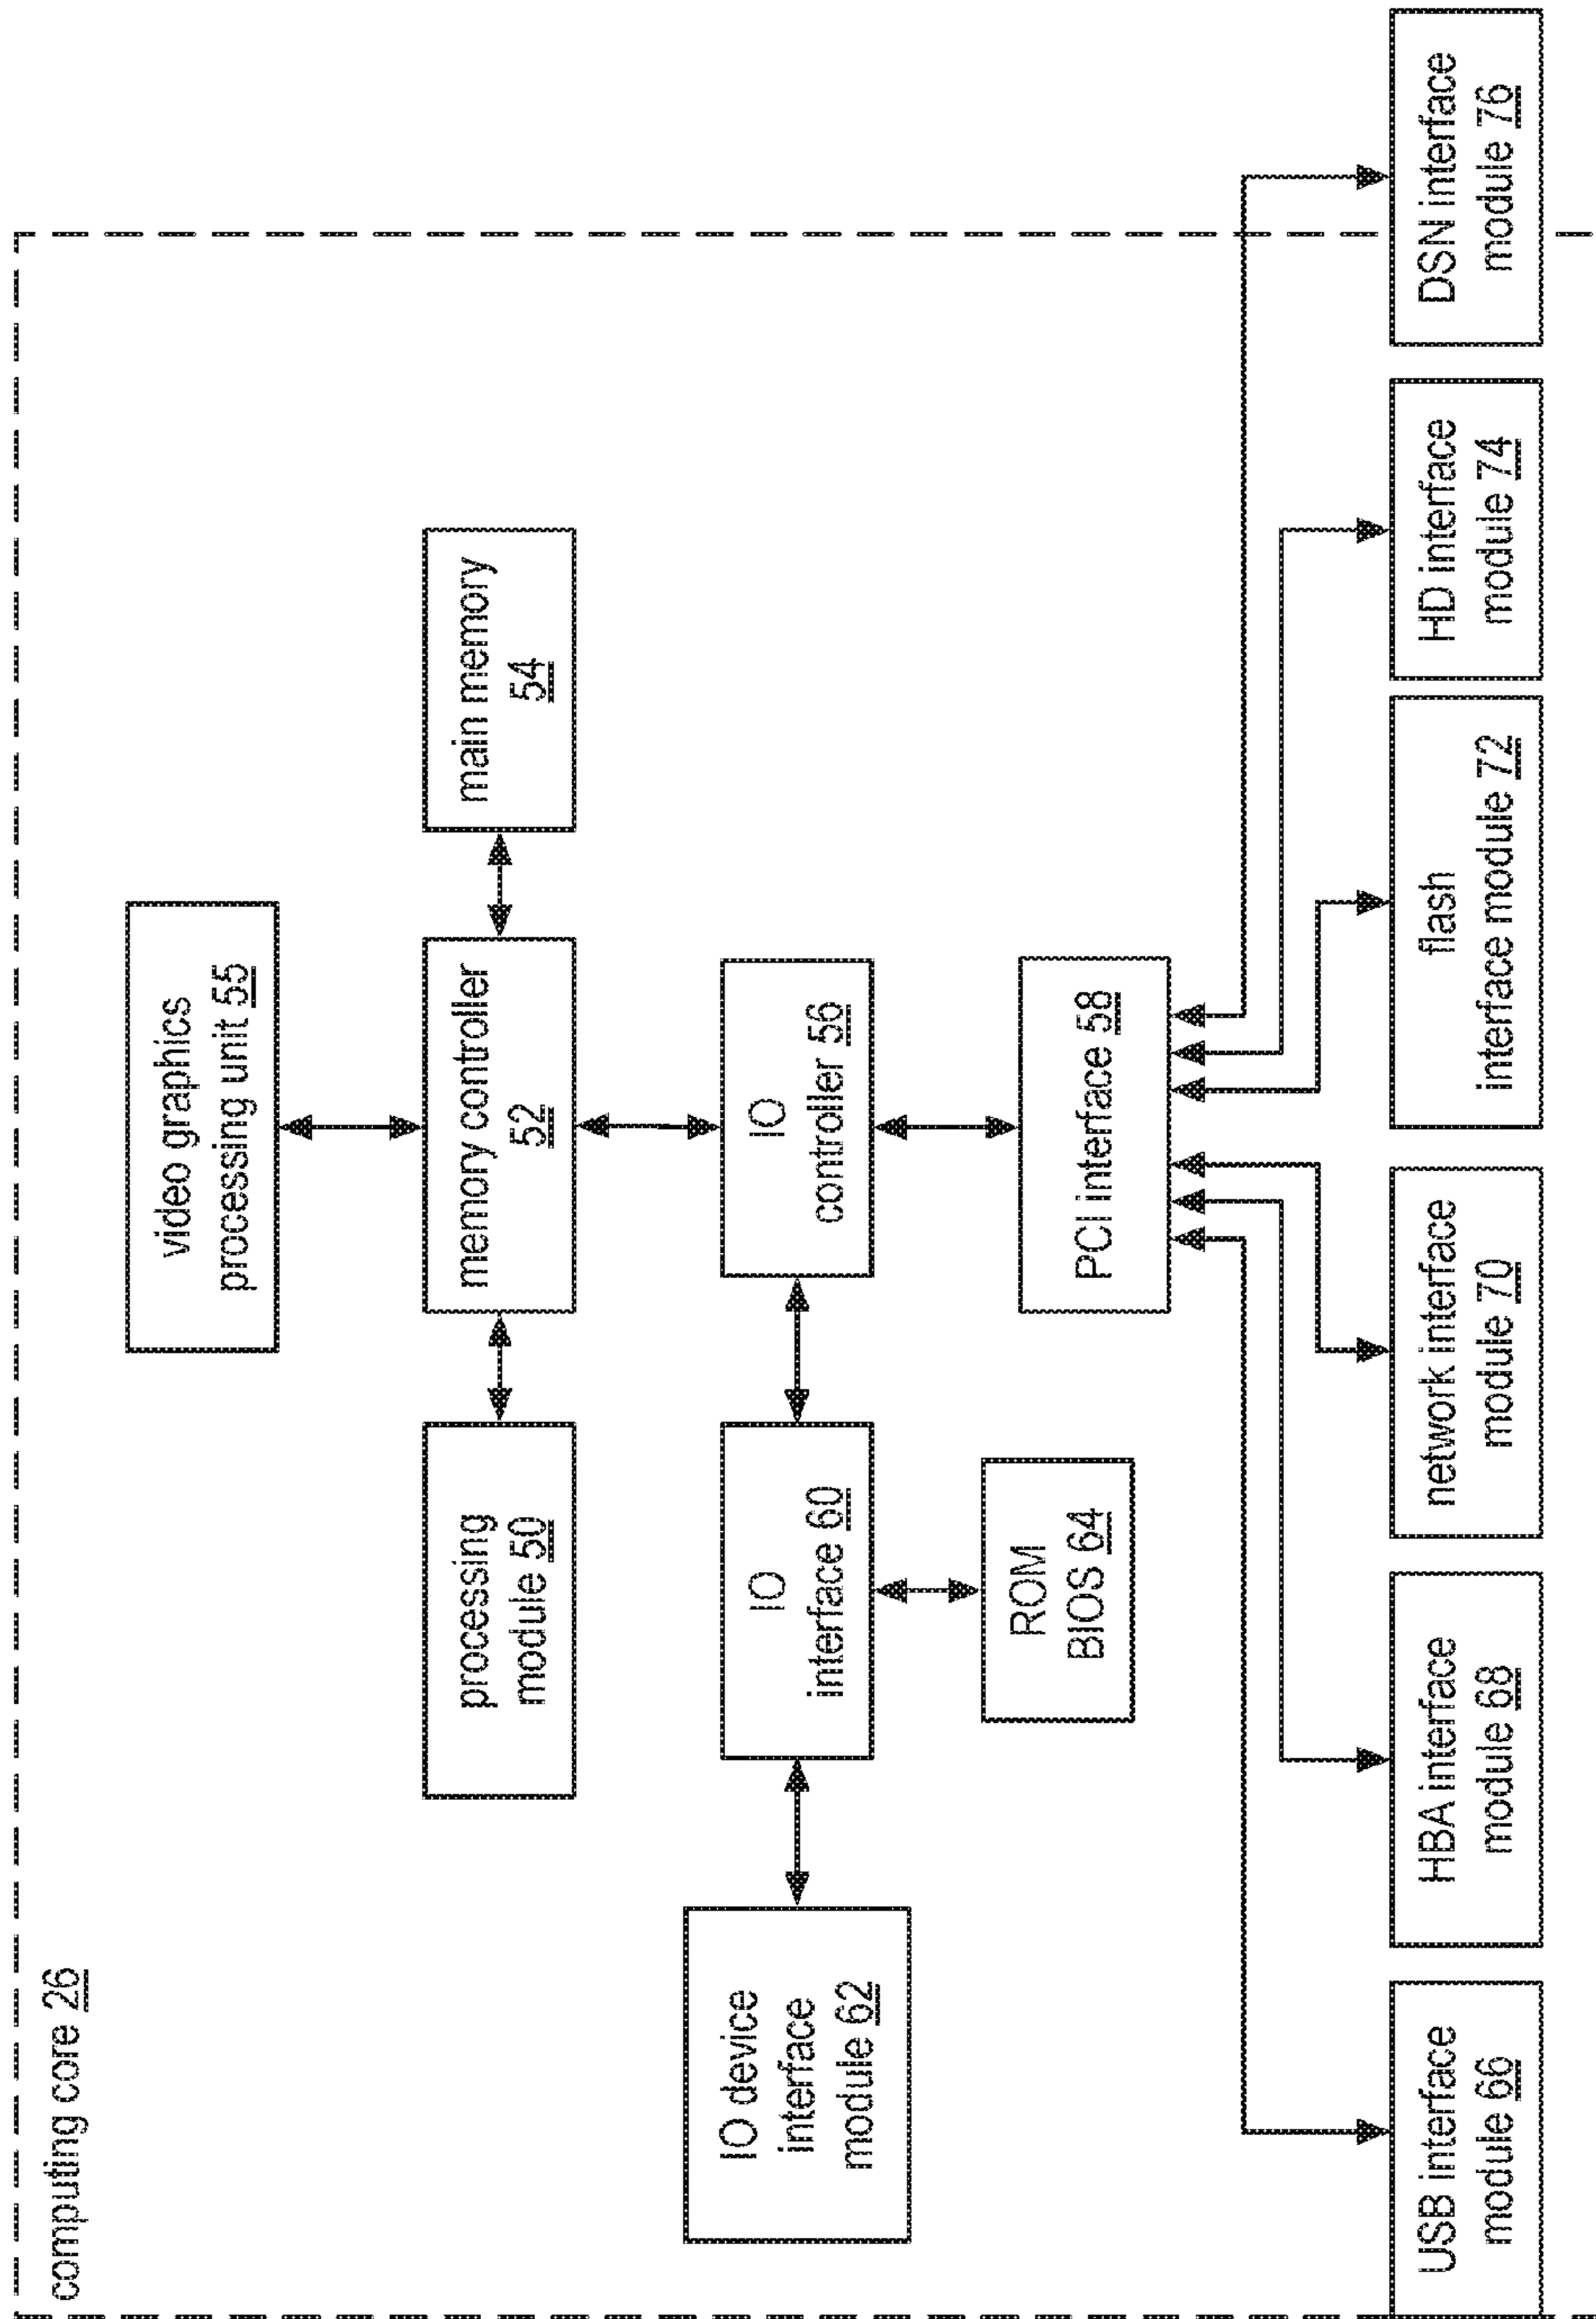 computing core 26
video graphics
processing unit 55
processing
module 50
memory controller
52
main memory
54
IO device
interface
module 62
IO
interface 60
IO
controller 56
ROM
BIOS 64
PCI interface 58
USB interface
module 66
HBA interface
module 68
network interface
module 70
flash
interface module 72
HD interface
module 74
DSN interface
module 76